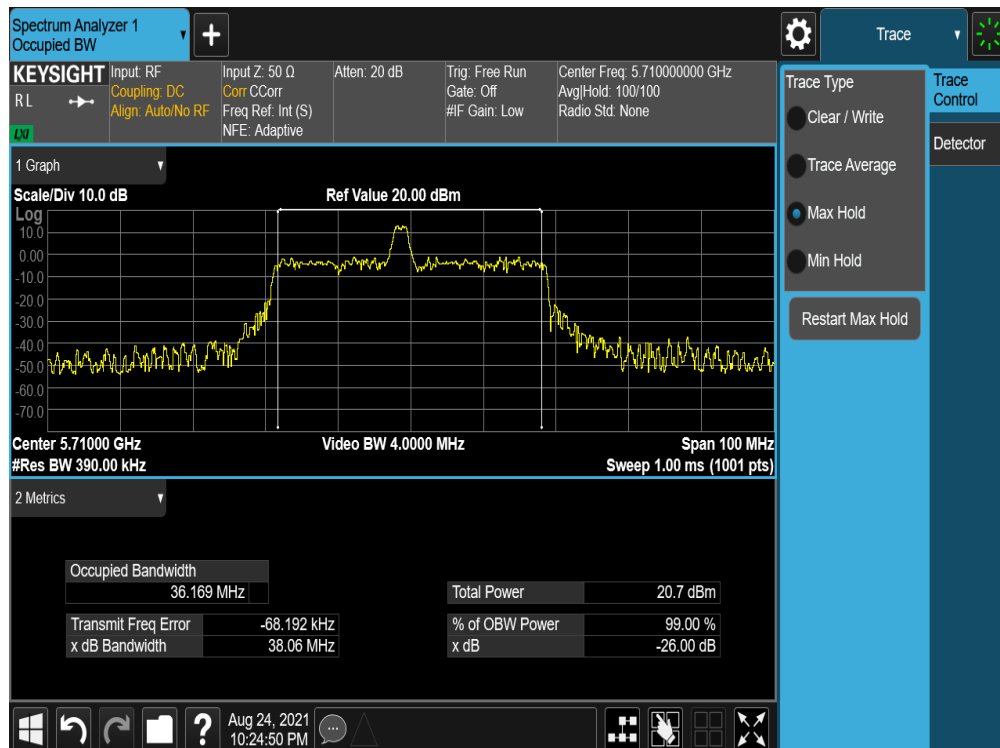 Spectrum Analyzer 1
Occupied BW
+
Trace
KEYSIGHT
RL
LXI
Input: RF
Coupling: DC
Align: Auto/No RF
Input Z: 50 Ω
Corr CCorr
Freq Ref: Int (S)
NFE: Adaptive
Atten: 20 dB
Trig: Free Run
Gate: Off
#IF Gain: Low
Center Freq: 5.710000000 GHz
Avg|Hold: 100/100
Radio Std: None
Trace Type
Clear / Write
Trace Average
Max Hold
Min Hold
Restart Max Hold
Trace
Control
Detector
1 Graph
Scale/Div 10.0 dB
Ref Value 20.00 dBm
Log
10.0
0.00
-10.0
-20.0
-30.0
-40.0
-50.0
-60.0
-70.0
Center 5.71000 GHz
Video BW 4.0000 MHz
Span 100 MHz
#Res BW 390.00 kHz
Sweep 1.00 ms (1001 pts)
2 Metrics
Occupied Bandwidth
36.169 MHz
Total Power 20.7 dBm
Transmit Freq Error -68.192 kHz
% of OBW Power 99.00 %
x dB Bandwidth 38.06 MHz
x dB -26.00 dB
?
Aug 24, 2021
10:24:50 PM